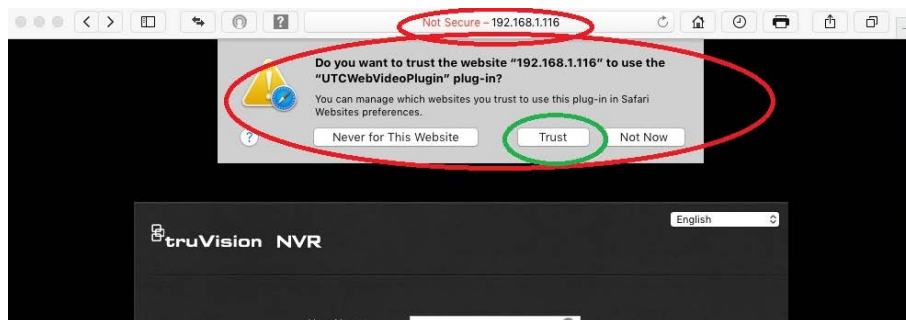 Not Secure – 192.168.1.116
Do you want to trust the website “192.168.1.116” to use the
“UTCWebVideoPlugin” plug-in?
You can manage which websites you trust to use this plug-in in Safari
Websites preferences.
? Never for This Website Trust Not Now
English
truVision NVR